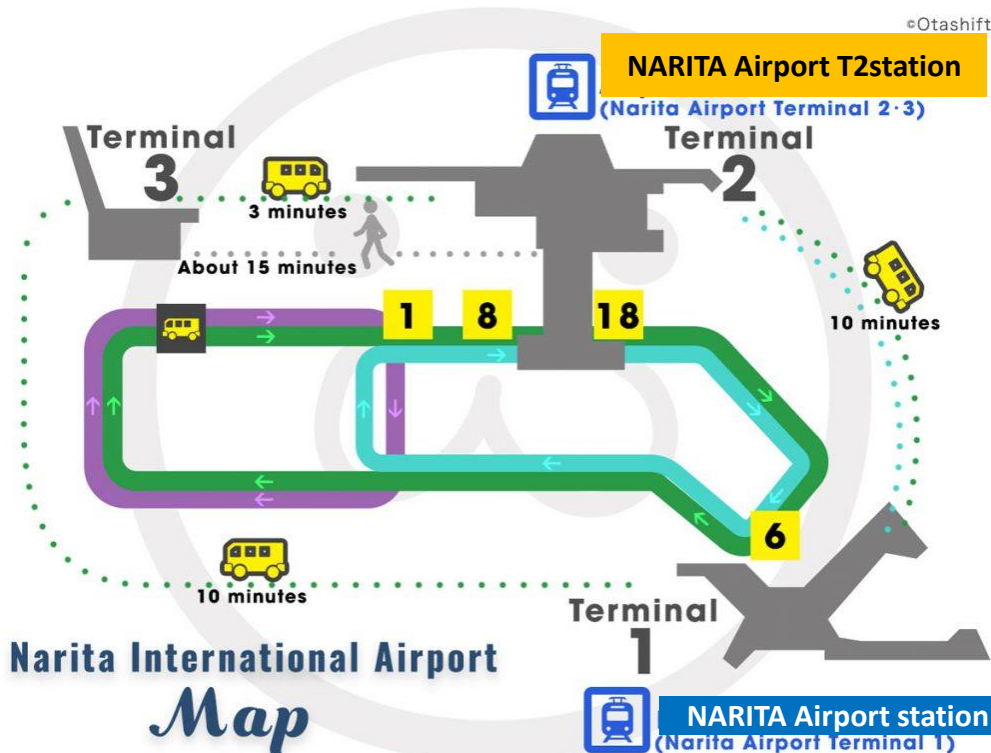 ©Otashift
NARITA Airport T2station
(Narita Airport Terminal 2·3)
Terminal
3
Terminal
2
3 minutes
About 15 minutes
10 minutes
1
8
18
6
10 minutes
Terminal
1
Narita International Airport
Map
NARITA Airport station
(Narita Airport Terminal 1)